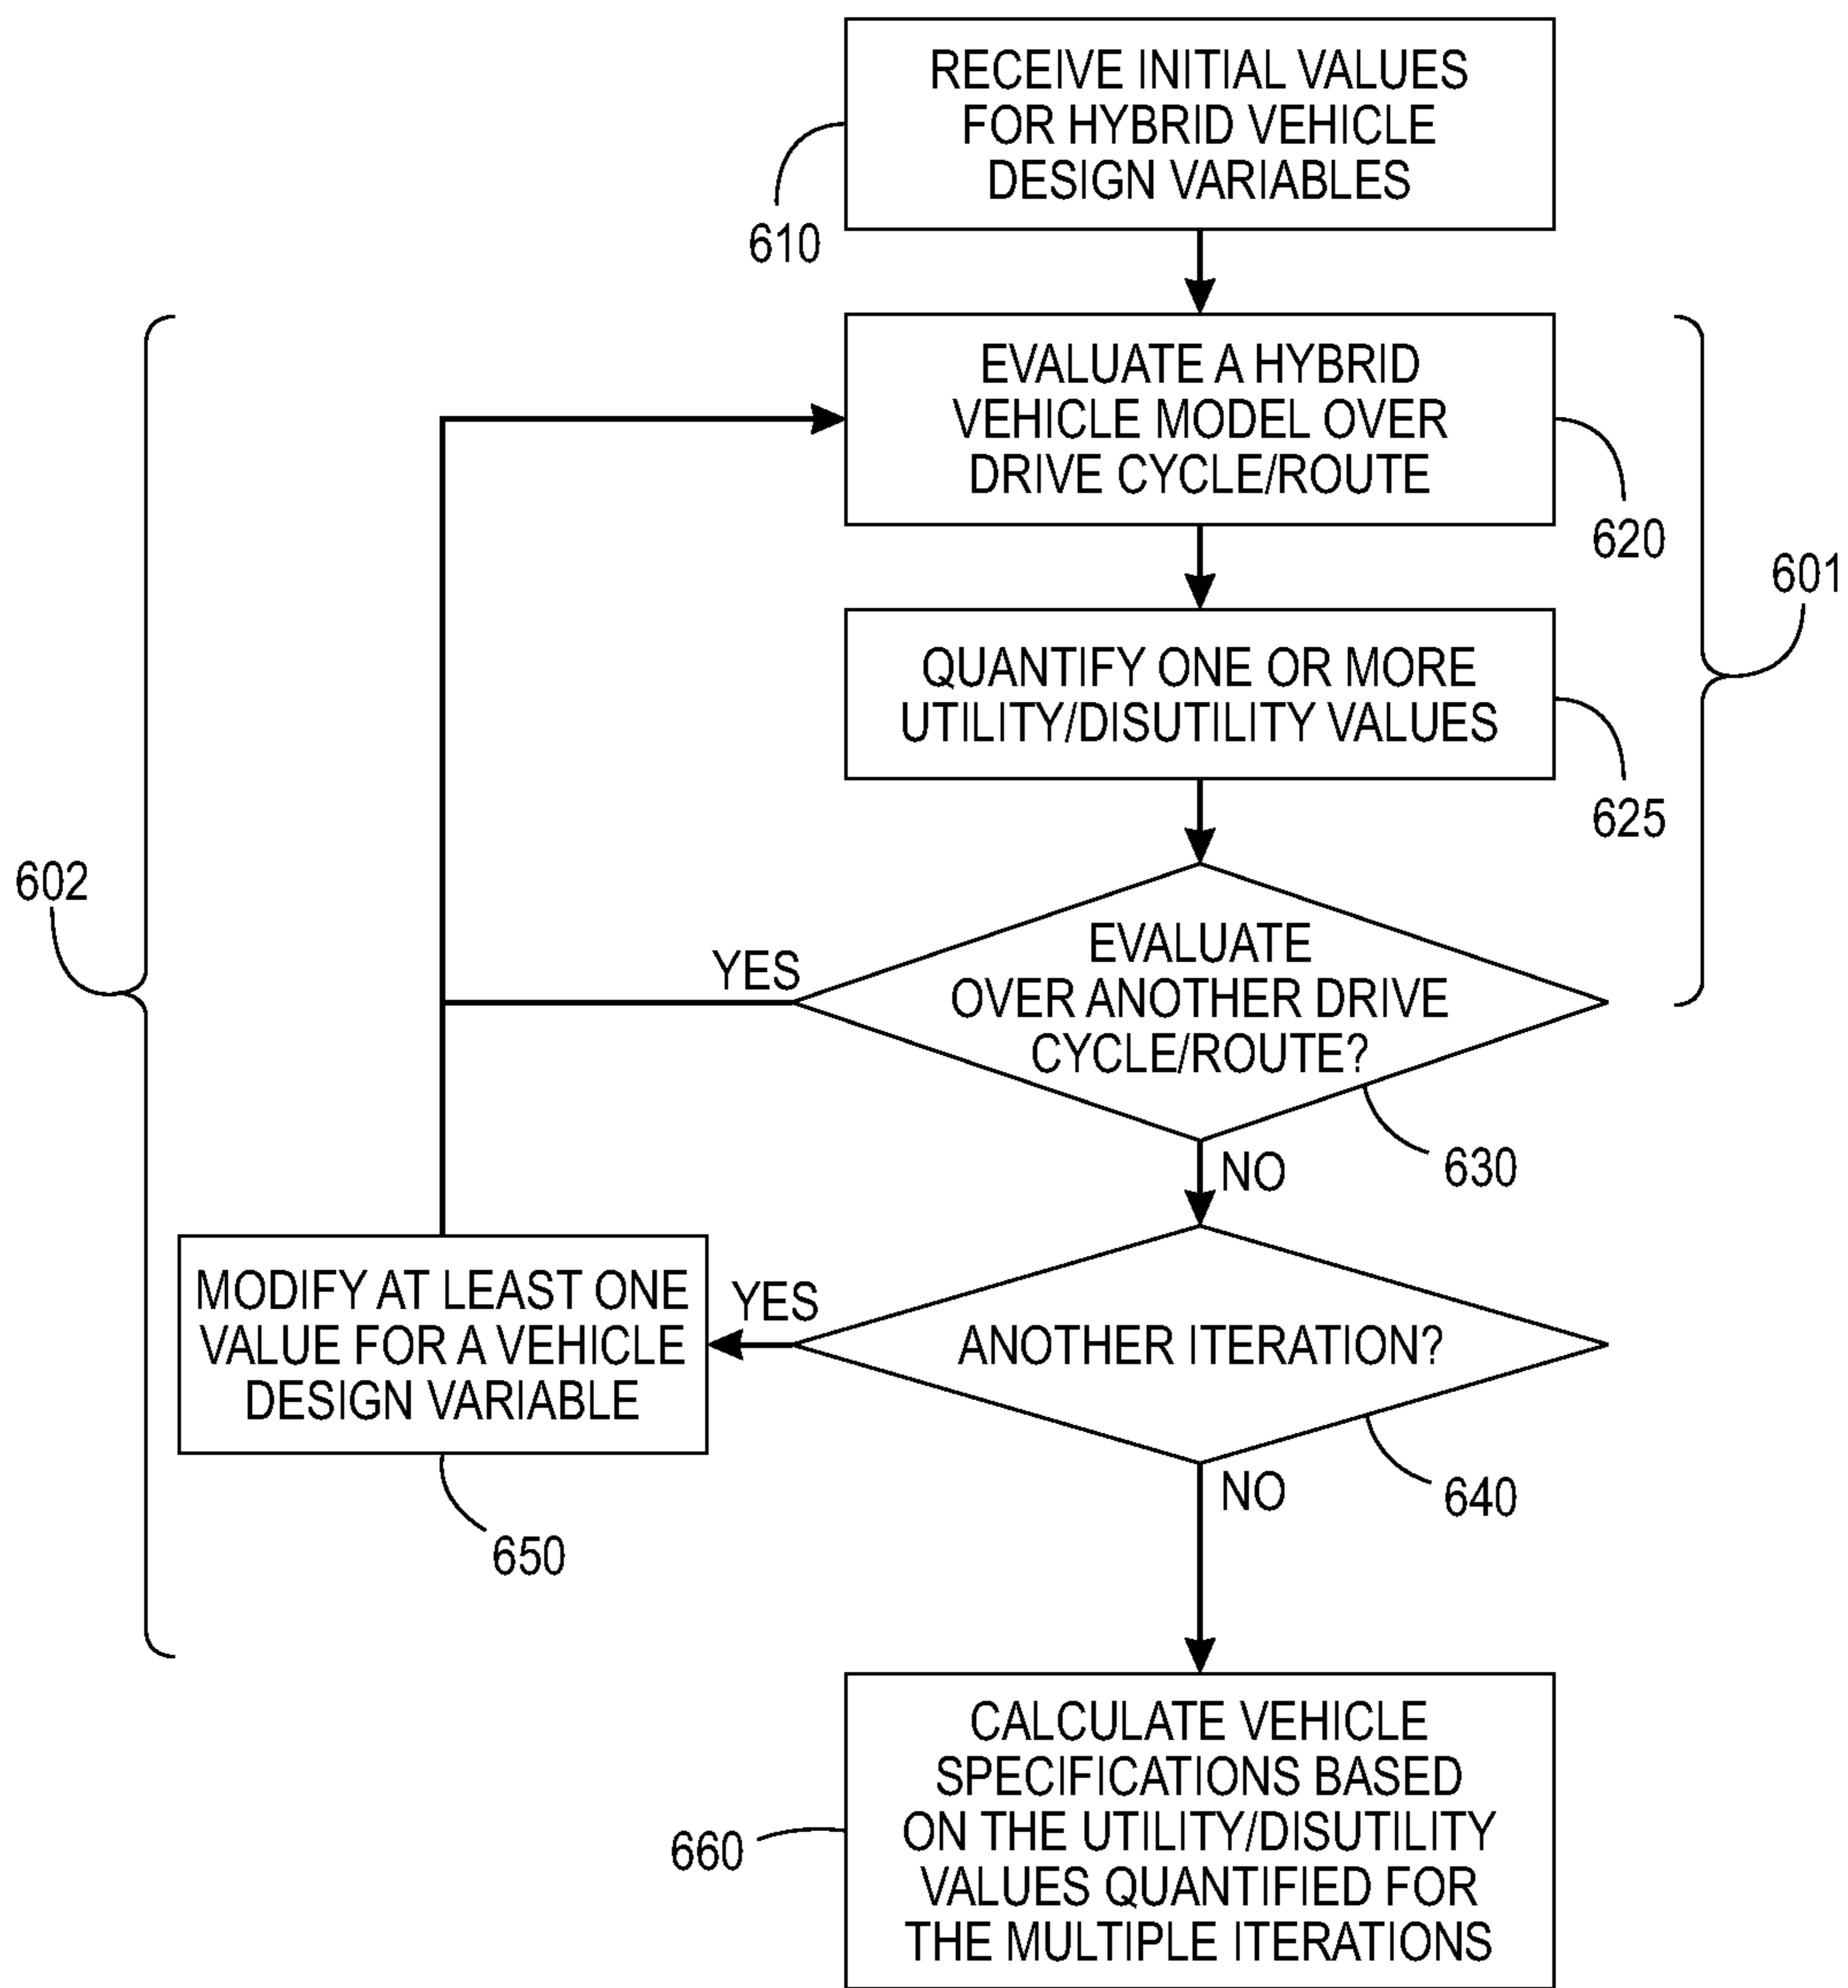 RECEIVE INITIAL VALUES
FOR HYBRID VEHICLE
DESIGN VARIABLES
610
EVALUATE A HYBRID
VEHICLE MODEL OVER
DRIVE CYCLE/ROUTE
620
601
QUANTIFY ONE OR MORE
UTILITY/DISUTILITY VALUES
625
602
YES
EVALUATE
OVER ANOTHER DRIVE
CYCLE/ROUTE?
630
NO
MODIFY AT LEAST ONE
VALUE FOR A VEHICLE
DESIGN VARIABLE
650
YES
ANOTHER ITERATION?
640
NO
CALCULATE VEHICLE
SPECIFICATIONS BASED
ON THE UTILITY/DISUTILITY
VALUES QUANTIFIED FOR
THE MULTIPLE ITERATIONS
660